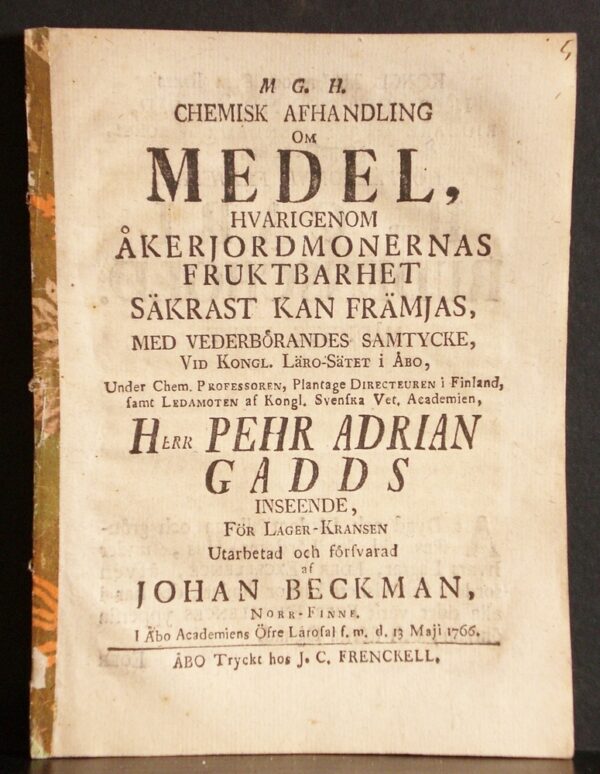 M G. H.
CHEMISK AFHANDLING
OM
MEDEL,
HVARIGENOM
ÅKERJORDMONERNAS
FRUKTBARHET
SÄKRAST KAN FRÄMJAS,
MED VEDERBÖRANDES SAMTYCKE,
VID KONGL. LÄRO-SÄTET I ÅBO,
Under Chem. PROFESSOREN, Plantage DIRECTEUREN i Finland,
ſamt LEDAMOTEN af Kongl. Svenſka Vet. Academien,
HERR PEHR ADRIAN
GADDS
INSEENDE,
FÖR LAGER-KRANSEN
Utarbetad och förſvarad
af
JOHAN BECKMAN,
NORR-FINNE.
I Åbo Academiens Öfre Läroſal f. m. d. 13 Maji 1766.
ÅBO Tryckt hos J. C. FRENCKELL.